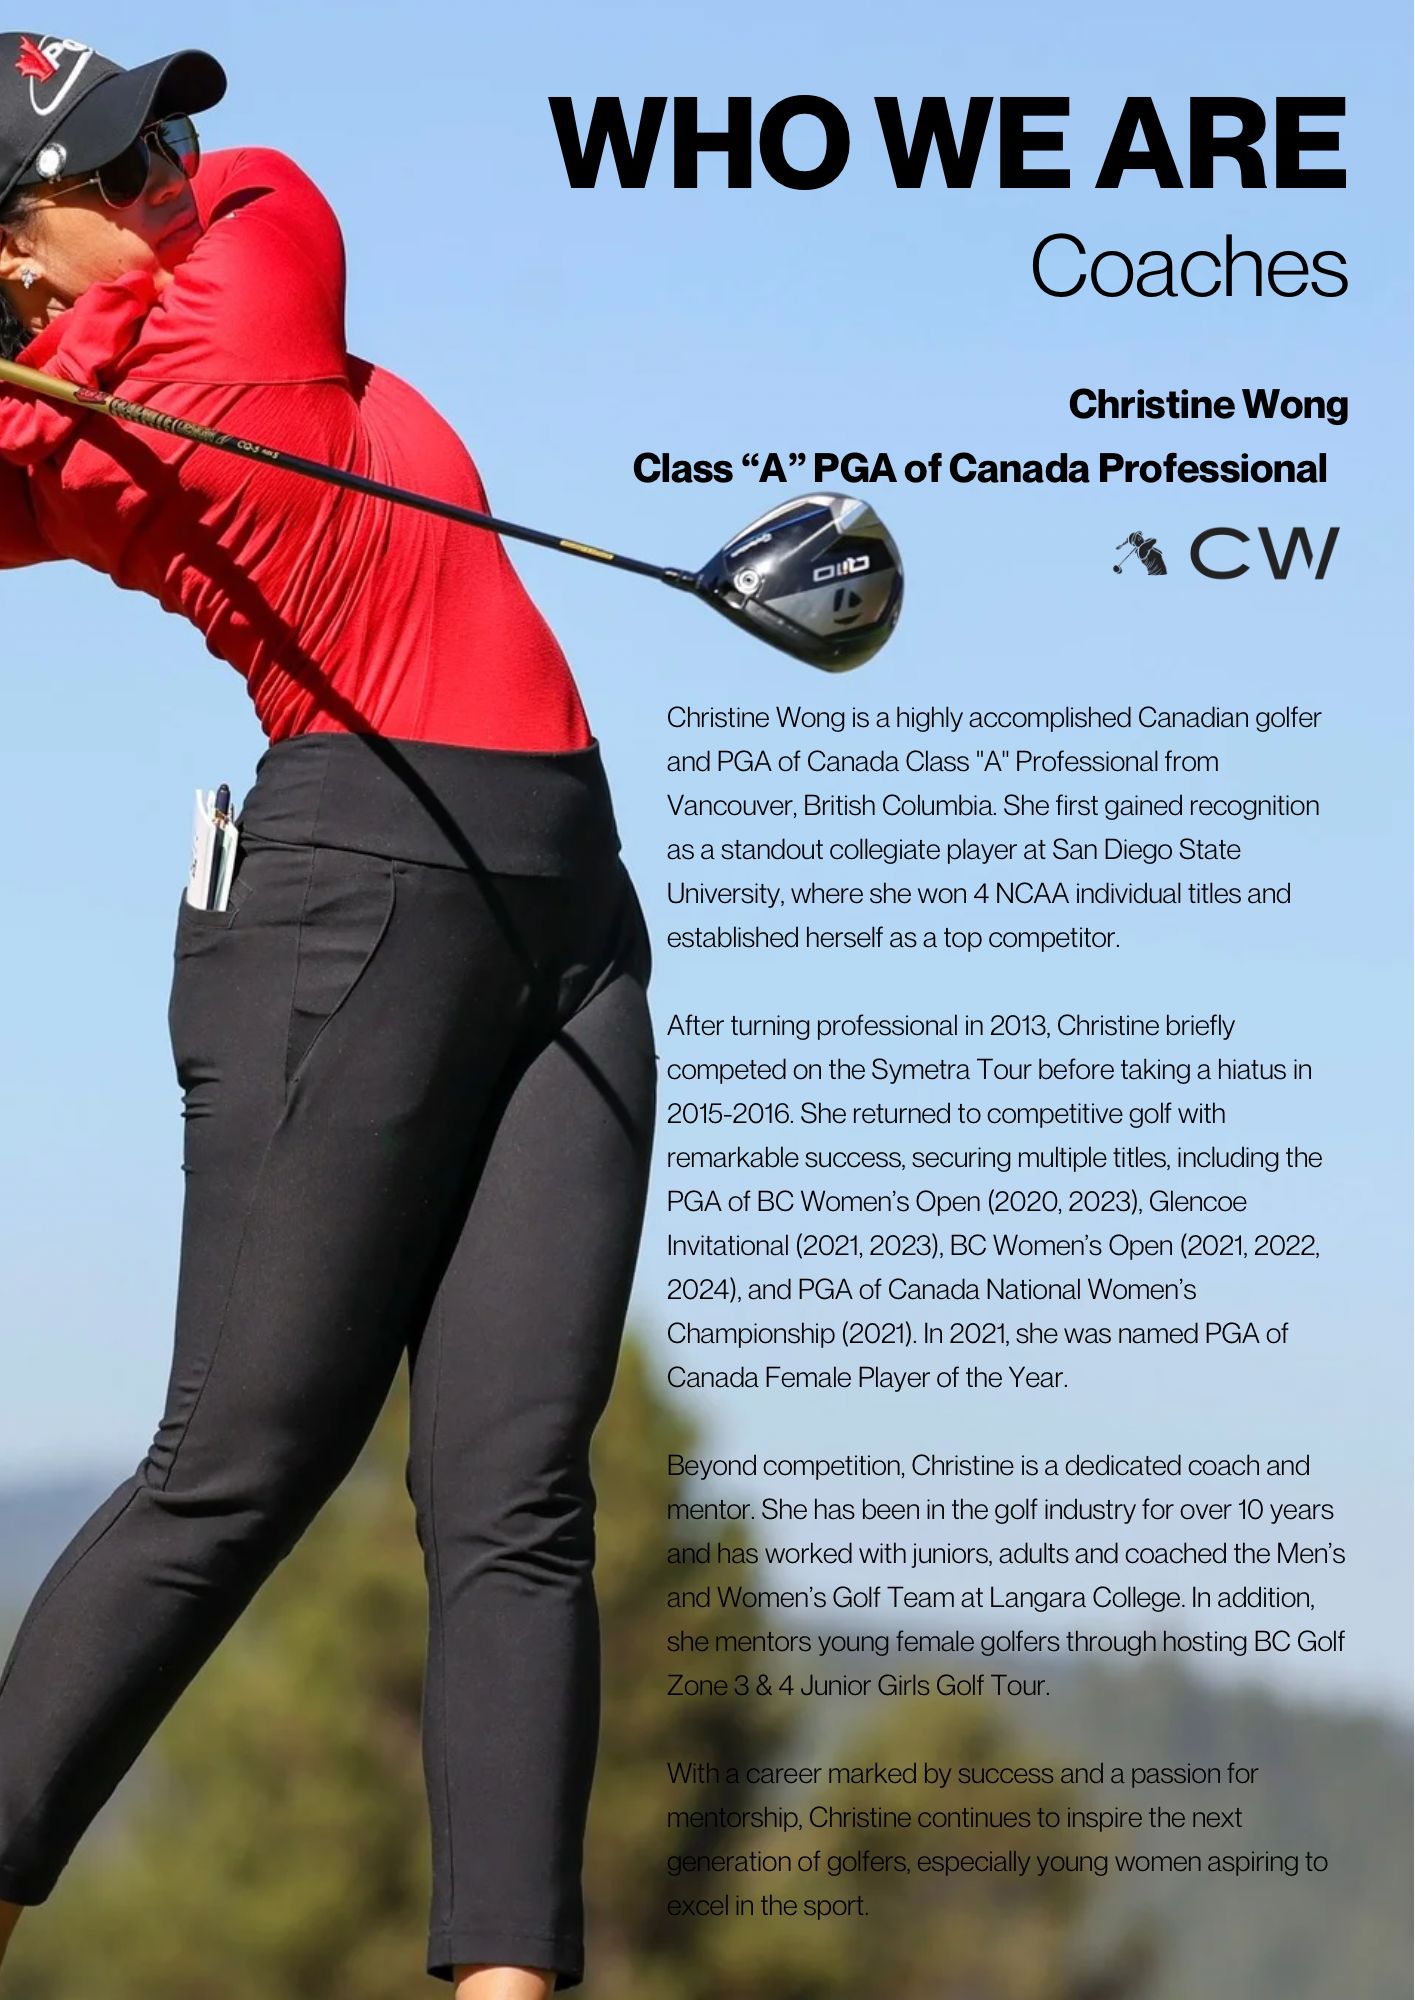 WHO WE ARE
Coaches
Christine Wong
Class “A” PGA of Canada Professional
CW
CQ-5
Qi10
Christine Wong is a highly accomplished Canadian golfer
and PGA of Canada Class "A" Professional from
Vancouver, British Columbia. She first gained recognition
as a standout collegiate player at San Diego State
University, where she won 4 NCAA individual titles and
established herself as a top competitor.
After turning professional in 2013, Christine briefly
competed on the Symetra Tour before taking a hiatus in
2015-2016. She returned to competitive golf with
remarkable success, securing multiple titles, including the
PGA of BC Women’s Open (2020, 2023), Glencoe
Invitational (2021, 2023), BC Women’s Open (2021, 2022,
2024), and PGA of Canada National Women’s
Championship (2021). In 2021, she was named PGA of
Canada Female Player of the Year.
Beyond competition, Christine is a dedicated coach and
mentor. She has been in the golf industry for over 10 years
and has worked with juniors, adults and coached the Men’s
and Women’s Golf Team at Langara College. In addition,
she mentors young female golfers through hosting BC Golf
Zone 3 & 4 Junior Girls Golf Tour.
With a career marked by success and a passion for
mentorship, Christine continues to inspire the next
generation of golfers, especially young women aspiring to
excel in the sport.